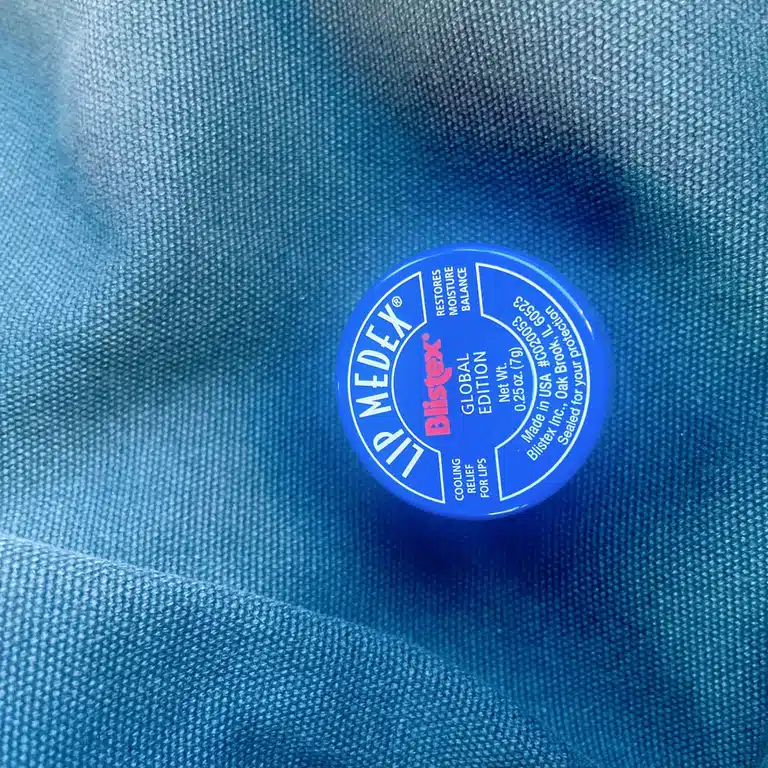 LIP MEDEX®
COOLING
RELIEF
FOR LIPS
RESTORES
MOISTURE
BALANCE
Blistex®
GLOBAL
EDITION
Net Wt.
0.25 oz. (7g)
Made in USA #C020053
Blistex Inc., Oak Brook, IL 60523
Sealed for your protection